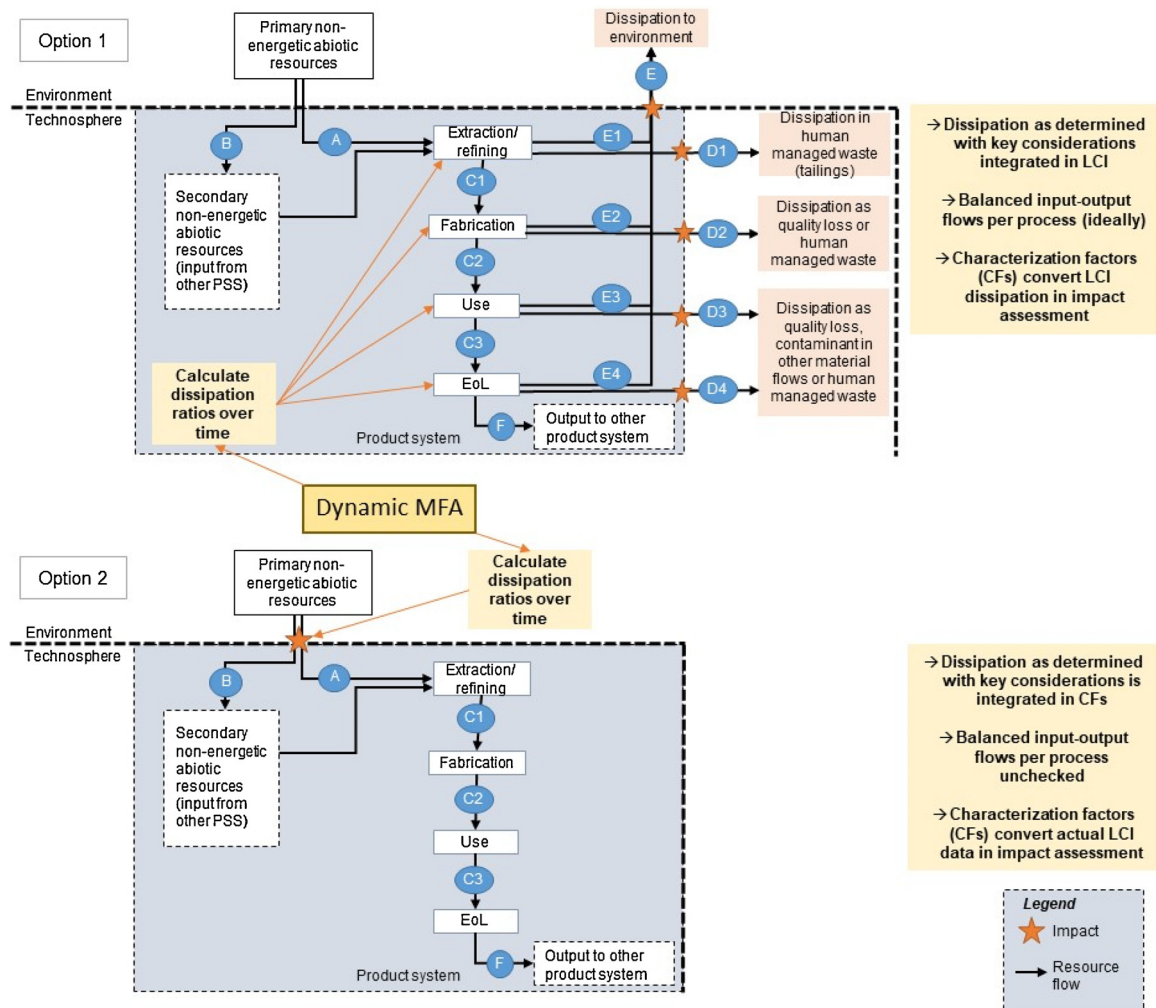 Option 1
Primary non-
energetic abiotic
resources
Dissipation to
environment
E
Environment
Technosphere
B
A
Extraction/
refining
E1
D1
Dissipation in
human
managed waste
(tailings)
C1
Secondary
non-energetic
abiotic
resources
(input from
other PSS)
Fabrication
E2
D2
Dissipation as
quality loss or
human
managed waste
C2
Use
E3
D3
Dissipation as
quality loss,
contaminant in
other material
flows or human
managed waste
C3
EoL
E4
D4
Calculate
dissipation
ratios over
time
F
Output to other
product system
Product system
→Dissipation as determined
with key considerations
integrated in LCI
→Balanced input-output
flows per process (ideally)
→Characterization
factors (CFs) convert LCI
dissipation in impact
assessment
Dynamic MFA
Option 2
Primary non-
energetic abiotic
resources
Calculate
dissipation
ratios over
time
Environment
Technosphere
B
A
Extraction/
refining
C1
Secondary
non-energetic
abiotic
resources
(input from
other PSS)
Fabrication
C2
Use
C3
EoL
F
Output to other
product system
Product system
→Dissipation as determined
with key considerations is
integrated in CFs
→Balanced input-output
flows per process
unchecked
→Characterization factors
(CFs) convert actual LCI
data in impact assessment
Legend
Impact
Resource
flow